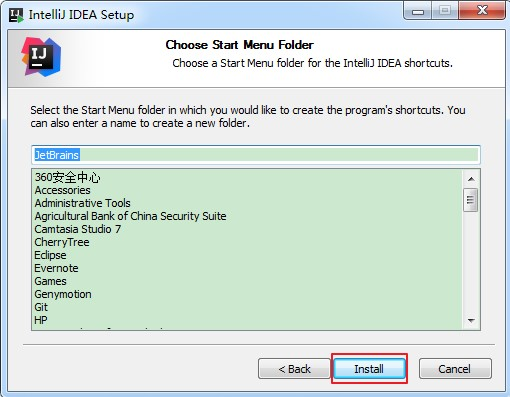 IntelliJ IDEA Setup
IJ
Choose Start Menu Folder
Choose a Start Menu folder for the IntelliJ IDEA shortcuts.
Select the Start Menu folder in which you would like to create the program's shortcuts. You
can also enter a name to create a new folder.
JetBrains
360安全中心
Accessories
Administrative Tools
Agricultural Bank of China Security Suite
Camtasia Studio 7
CherryTree
Eclipse
Evernote
Games
Genymotion
Git
HP
< Back
Install
Cancel